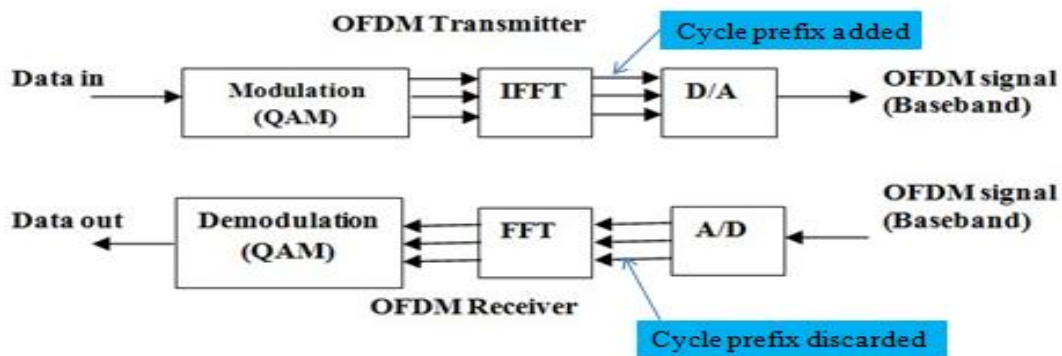 OFDM Transmitter
Cycle prefix added
Data in
Modulation
(QAM)
IFFT
D/A
OFDM signal
(Baseband)
Data out
Demodulation
(QAM)
FFT
A/D
OFDM signal
(Baseband)
OFDM Receiver
Cycle prefix discarded